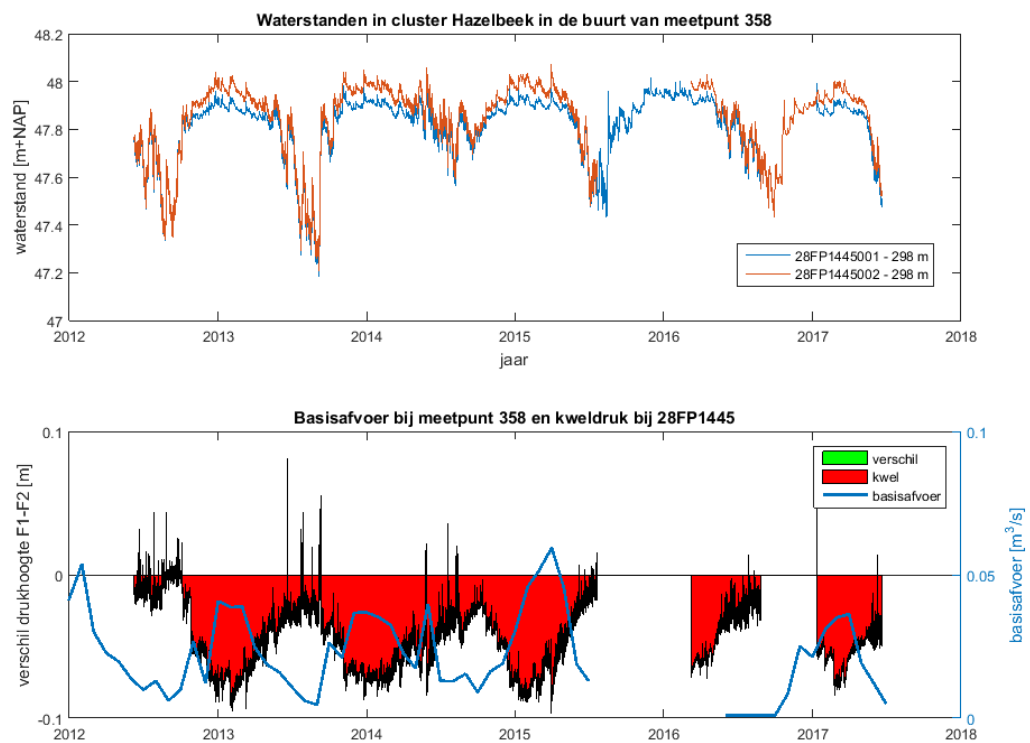 Waterstanden in cluster Hazelbeek in de buurt van meetpunt 358
waterstand [m+NAP]
48.2
48
47.8
47.6
47.4
47.2
47
28FP1445001 - 298 m
28FP1445002 - 298 m
2012 2013 2014 2015 2016 2017 2018
jaar
Basisafvoer bij meetpunt 358 en kweldruk bij 28FP1445
verschil drukhoogte F1-F2 [m]
0.1
0
-0.1
verschil
kwel
basisafvoer
0.1
0.05
0
basisafvoer [m³/s]
2012 2013 2014 2015 2016 2017 2018